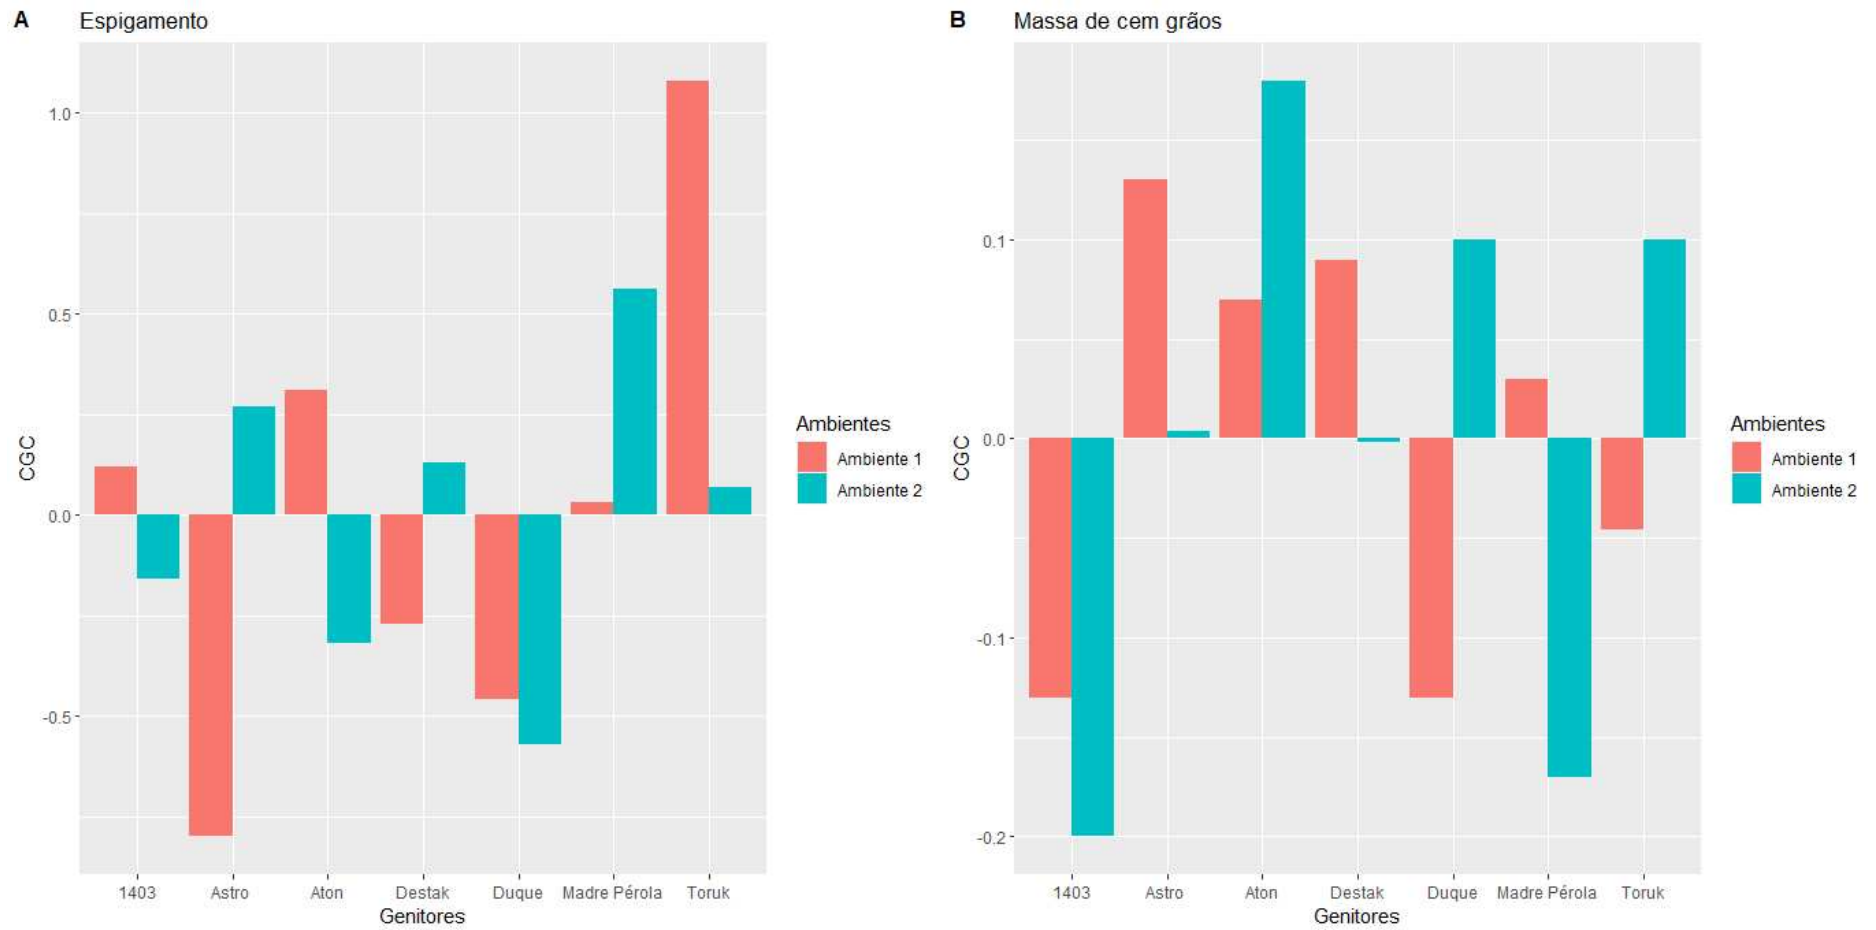 A
Espigamento
1.0
0.5
0.0
-0.5
CGC
1403
Astro
Aton
Destak
Duque
Madre Pérola
Toruk
Genitores
Ambientes
Ambiente 1
Ambiente 2
B
Massa de cem grãos
0.1
0.0
-0.1
-0.2
CGC
1403
Astro
Aton
Destak
Duque
Madre Pérola
Toruk
Genitores
Ambientes
Ambiente 1
Ambiente 2